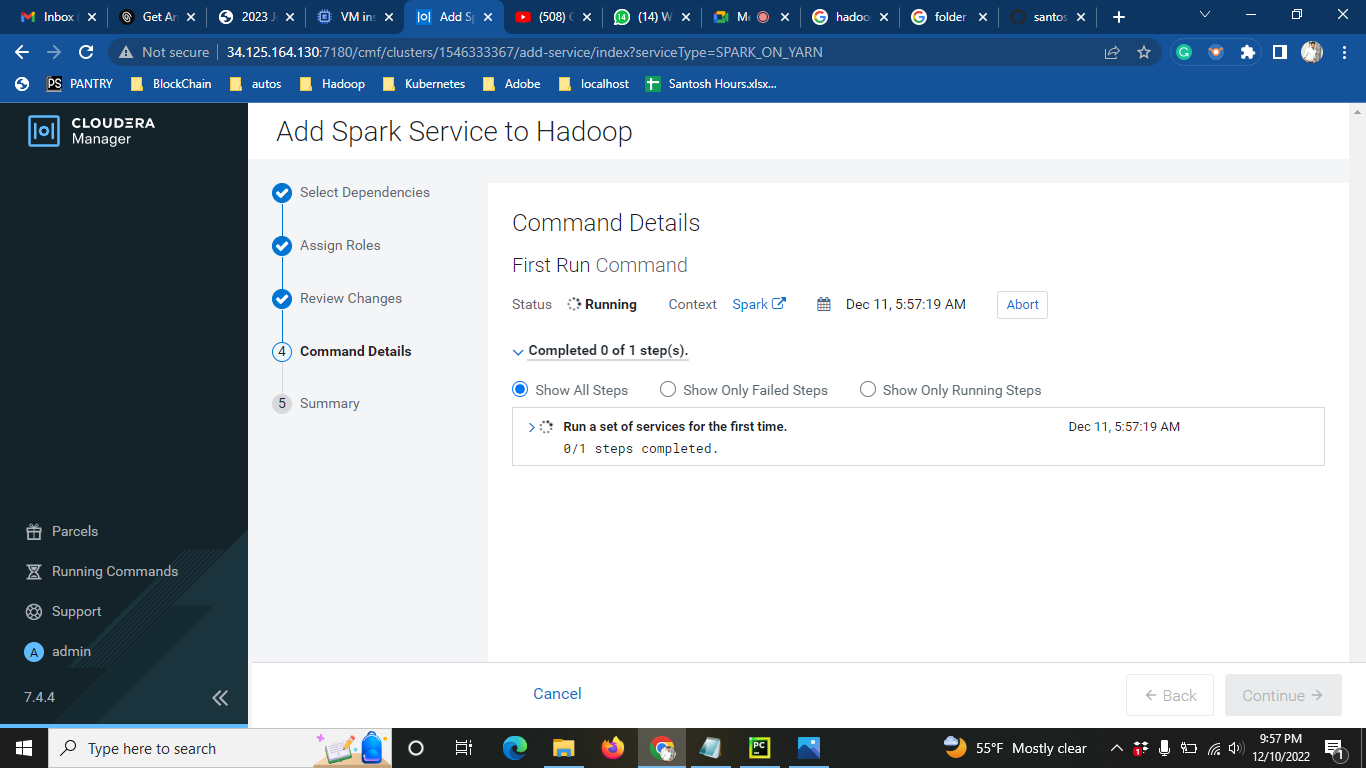 Inbox (
Get An
2023 J
VM ins
Add Sp
(508) C
(14) W
Me
hadoo
folder
santos
Not secure
34.125.164.130:7180/cmf/clusters/1546333367/add-service/index?serviceType=SPARK_ON_YARN
PS PANTRY
BlockChain
autos
Hadoop
Kubernetes
Adobe
localhost
Santosh Hours.xlsx...
CLOUDERA
Manager
Add Spark Service to Hadoop
Select Dependencies
Assign Roles
Review Changes
4 Command Details
5 Summary
Command Details
First Run Command
Status Running Context Spark Dec 11, 5:57:19 AM Abort
Completed 0 of 1 step(s).
Show All Steps Show Only Failed Steps Show Only Running Steps
Run a set of services for the first time. Dec 11, 5:57:19 AM
0/1 steps completed.
Parcels
Running Commands
Support
A admin
7.4.4
Cancel
Back
Continue
Type here to search
PC
55°F Mostly clear
9:57 PM
12/10/2022
1